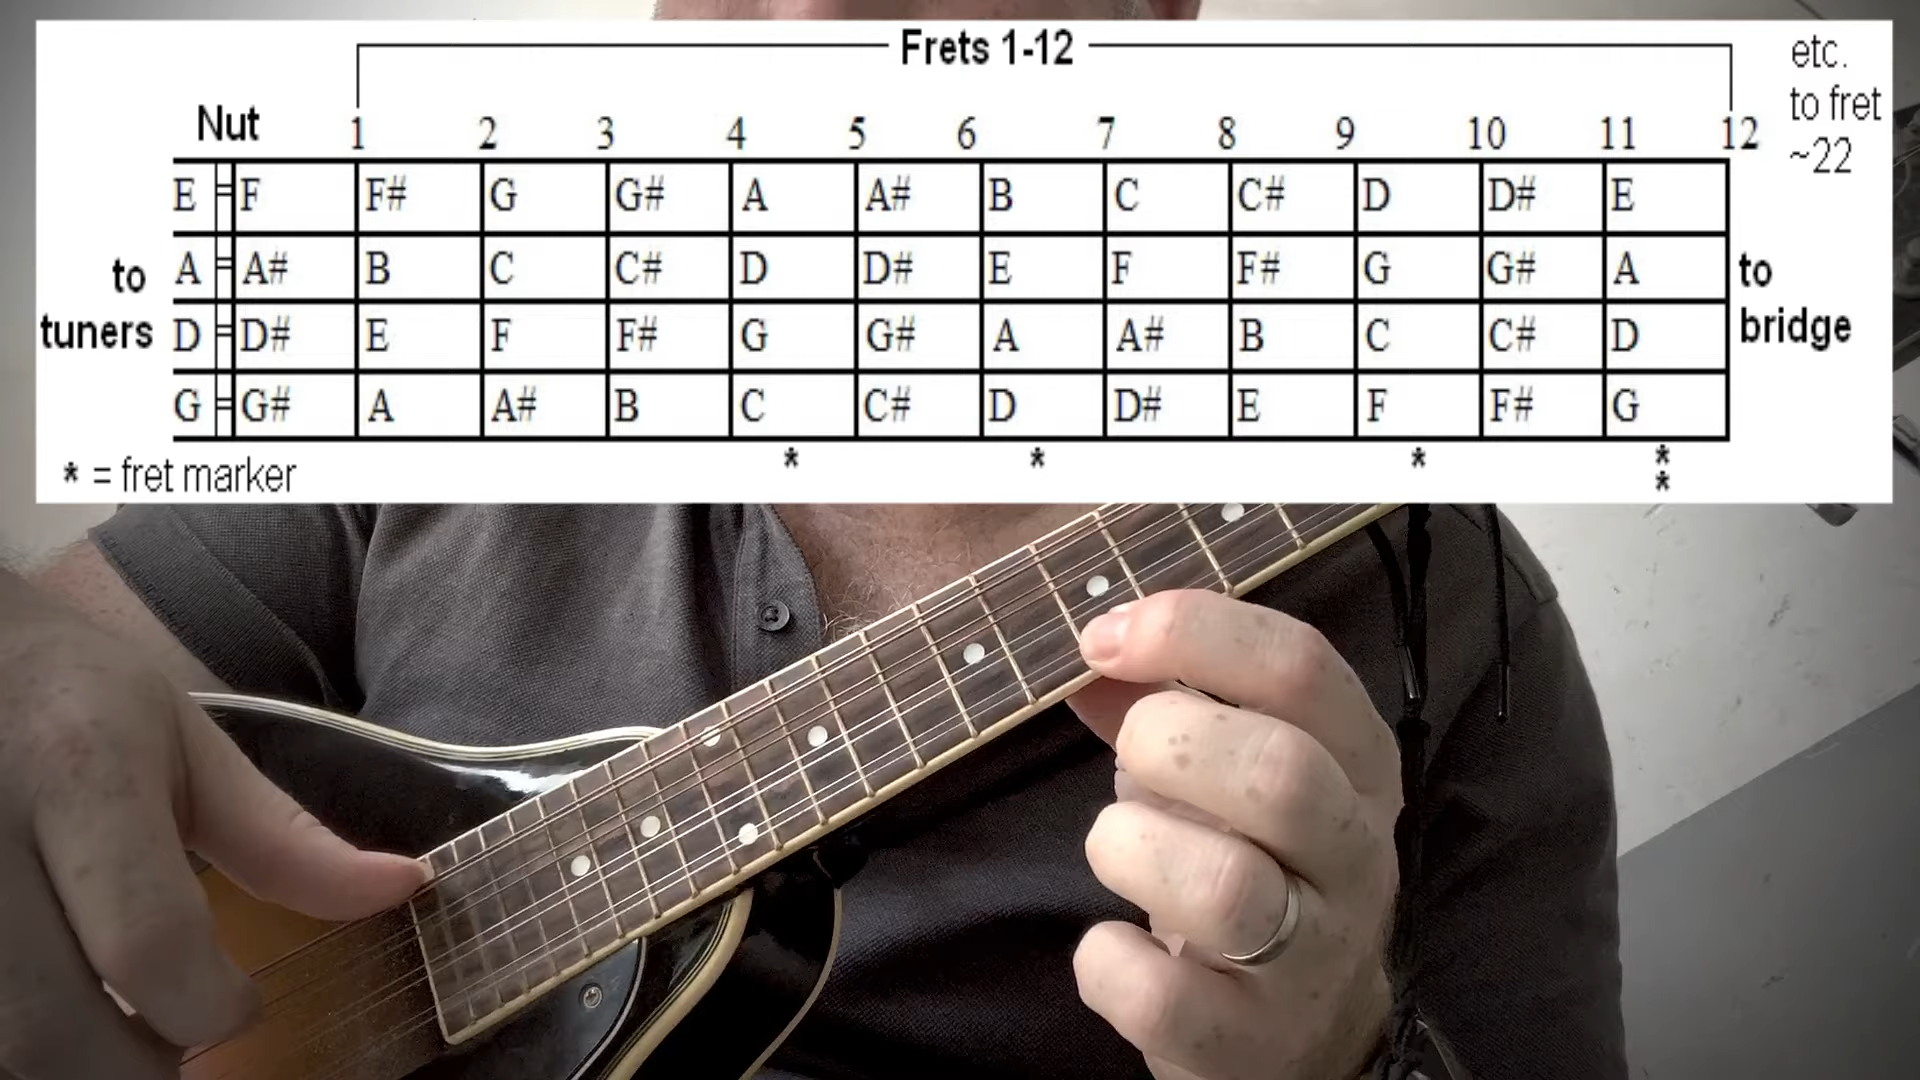 Frets 1-12
etc.
to fret
~22
Nut 1 2 3 4 5 6 7 8 9 10 11 12
E F F# G G# A A# B C C# D D# E
to tuners
A A# B C C# D D# E F F# G G# A
to bridge
D D# E F F# G G# A A# B C C# D
G G# A A# B C C# D D# E F F# G
* * * *
*
* = fret marker